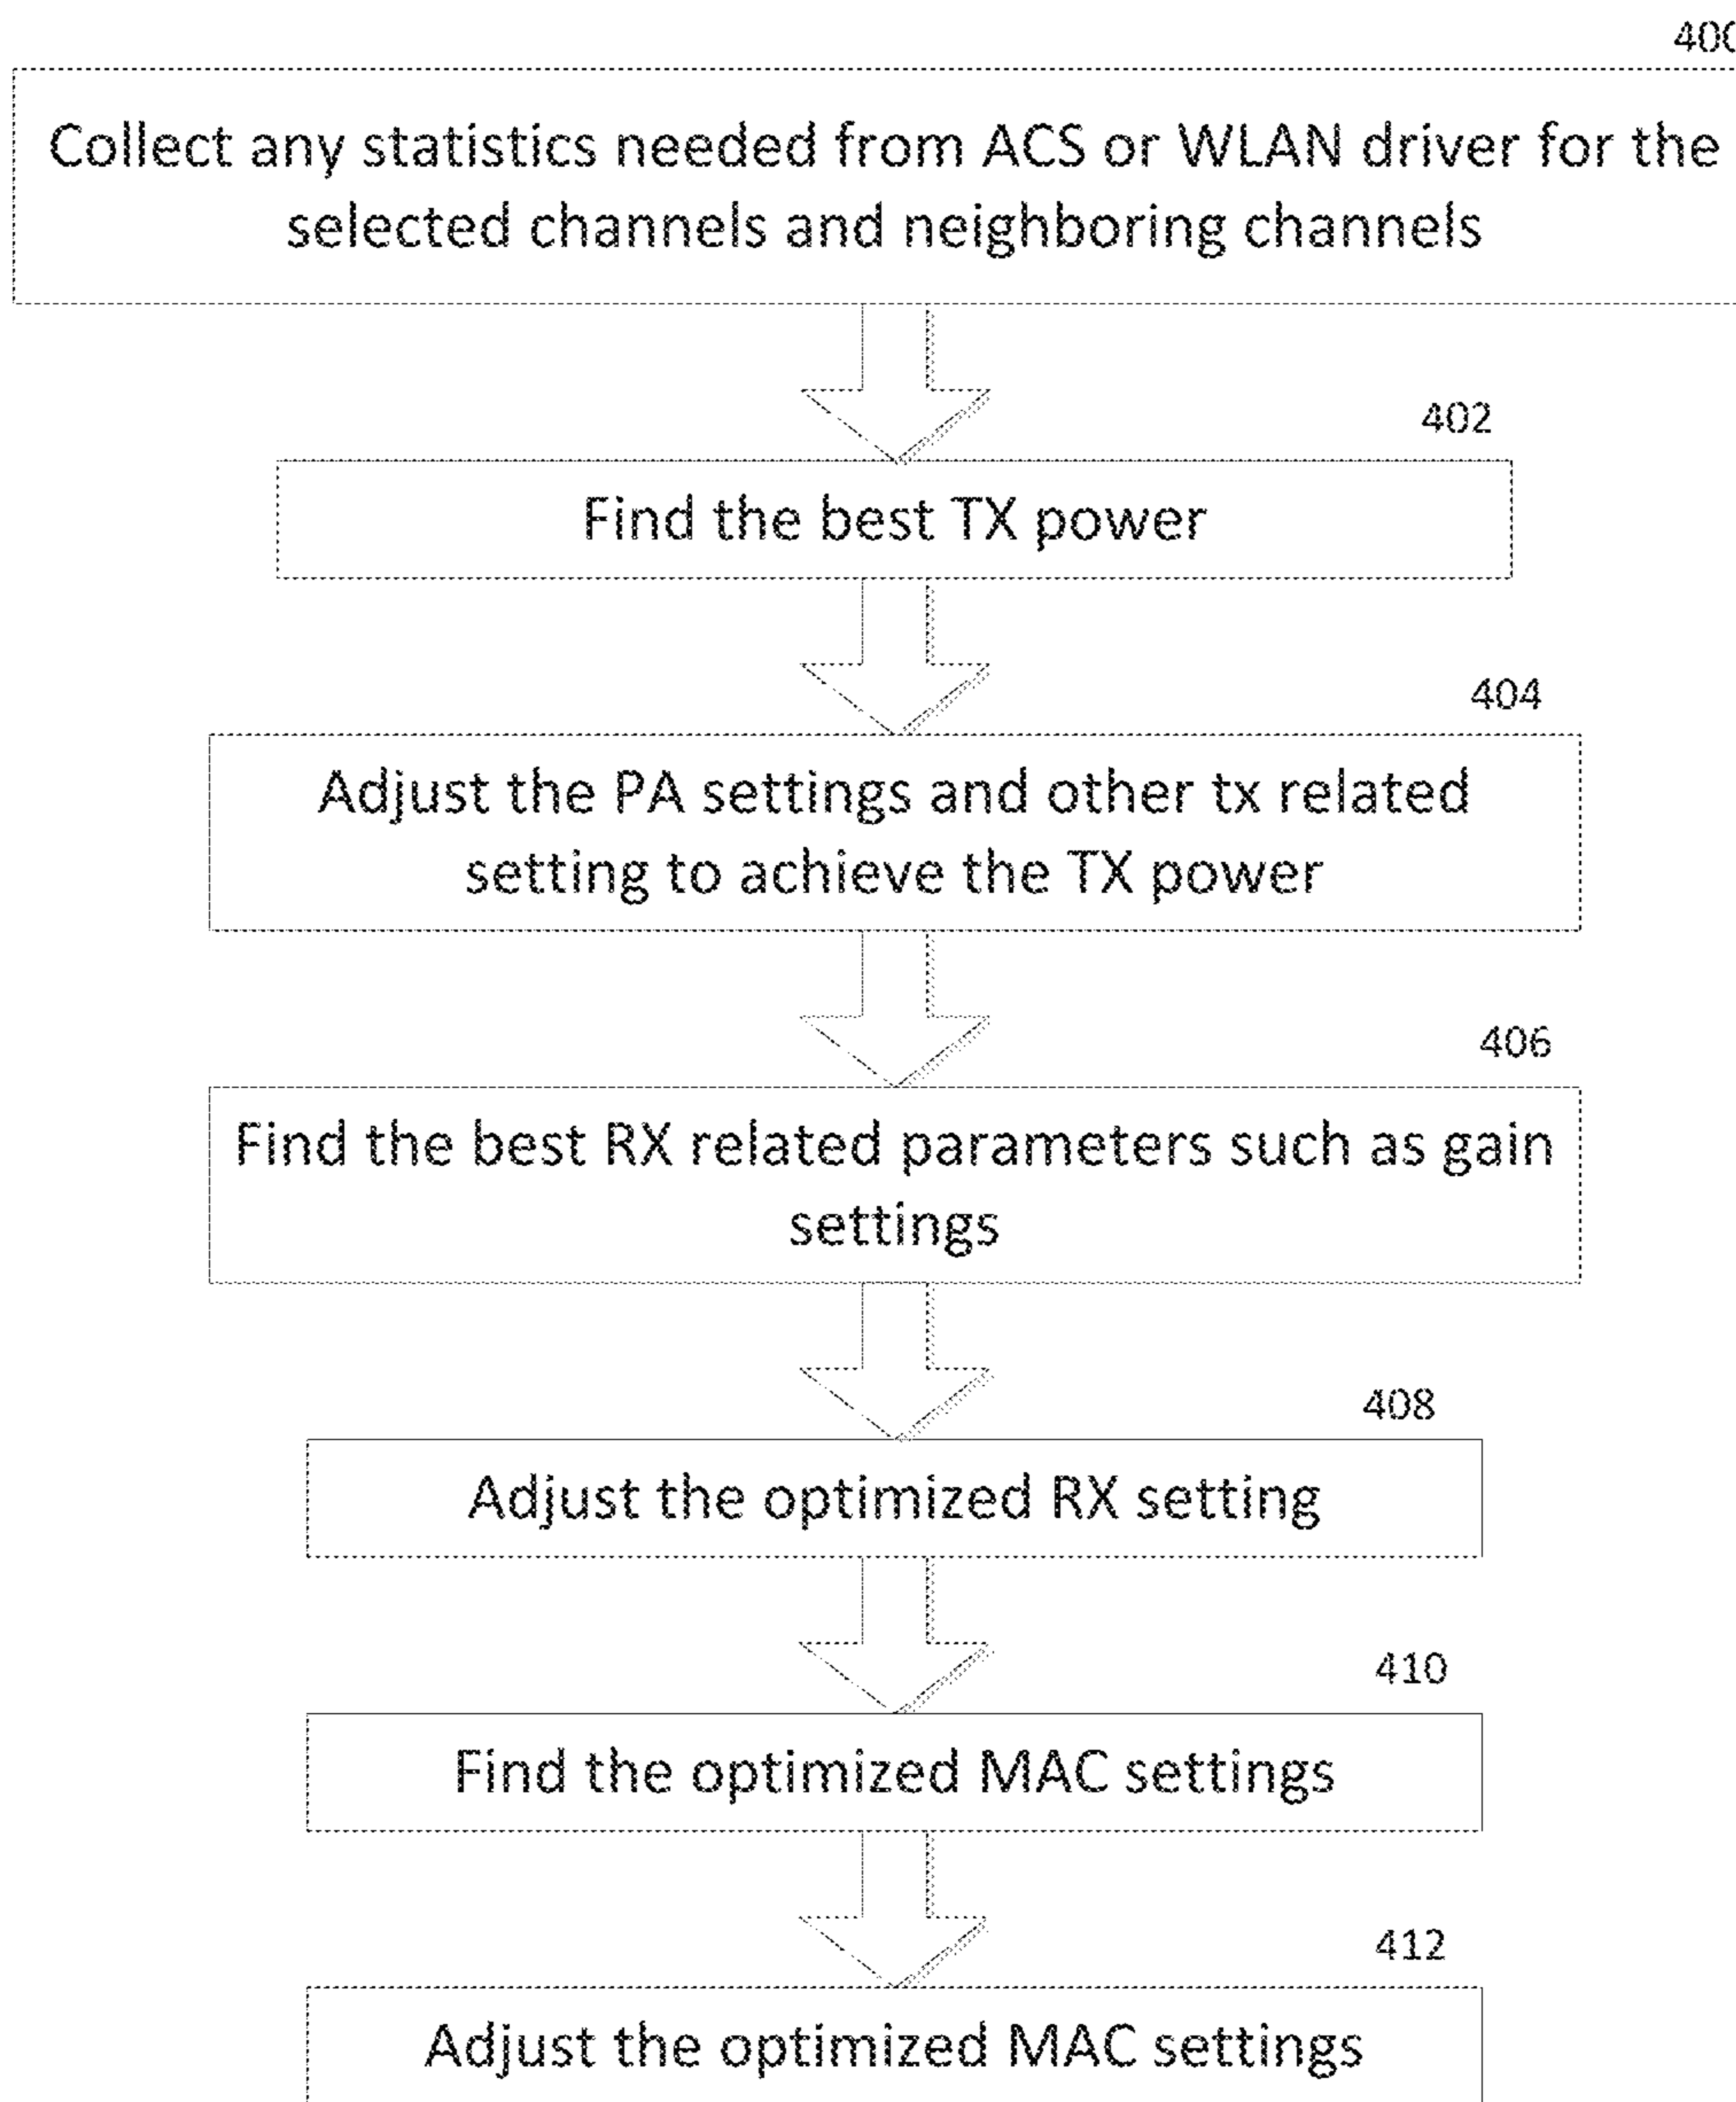 400
Collect any statistics needed from ACS or WLAN driver for the
selected channels and neighboring channels
402
Find the best TX power
404
Adjust the PA settings and other tx related
setting to achieve the TX power
406
Find the best RX related parameters such as gain
settings
408
Adjust the optimized RX setting
410
Find the optimized MAC settings
412
Adjust the optimized MAC settings